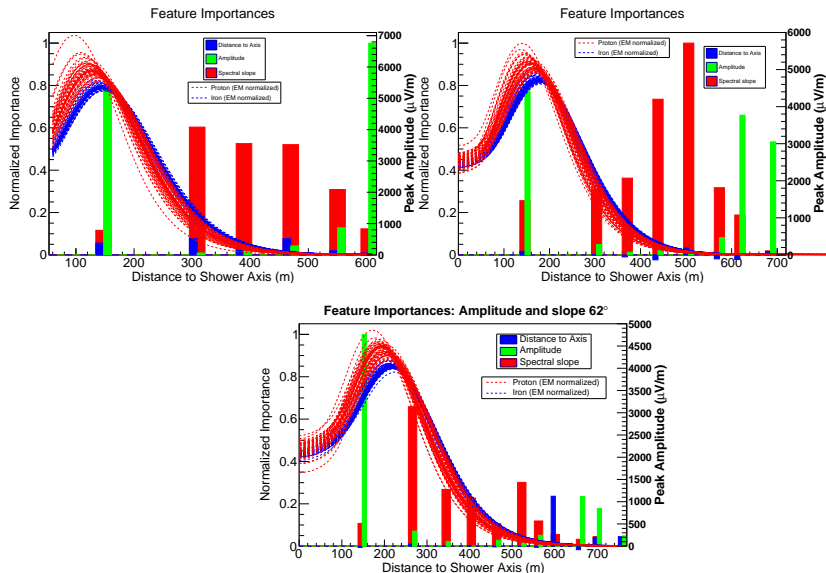 Feature Importances
Distance to Axis
Amplitude
Spectral slope
Proton (EM normalized)
Iron (EM normalized)
Normalized Importance
0
0.2
0.4
0.6
0.8
1
0
1000
2000
3000
4000
5000
6000
7000
Peak Amplitude (μV/m)
100 200 300 400 500 600
Distance to Shower Axis (m)
Feature Importances
Proton (EM normalized)
Iron (EM normalized)
Distance to Axis
Amplitude
Spectral slope
Normalized Importance
0
0.2
0.4
0.6
0.8
1
0
1000
2000
3000
4000
5000
6000
Peak Amplitude (μV/m)
0 100 200 300 400 500 600 700
Distance to Shower Axis (m)
Feature Importances: Amplitude and slope 62°
Distance to Axis
Amplitude
Spectral slope
Proton (EM normalized)
Iron (EM normalized)
Normalized Importance
0
0.2
0.4
0.6
0.8
1
0
500
1000
1500
2000
2500
3000
3500
4000
4500
5000
Peak Amplitude (μV/m)
0 100 200 300 400 500 600 700
Distance to Shower Axis (m)